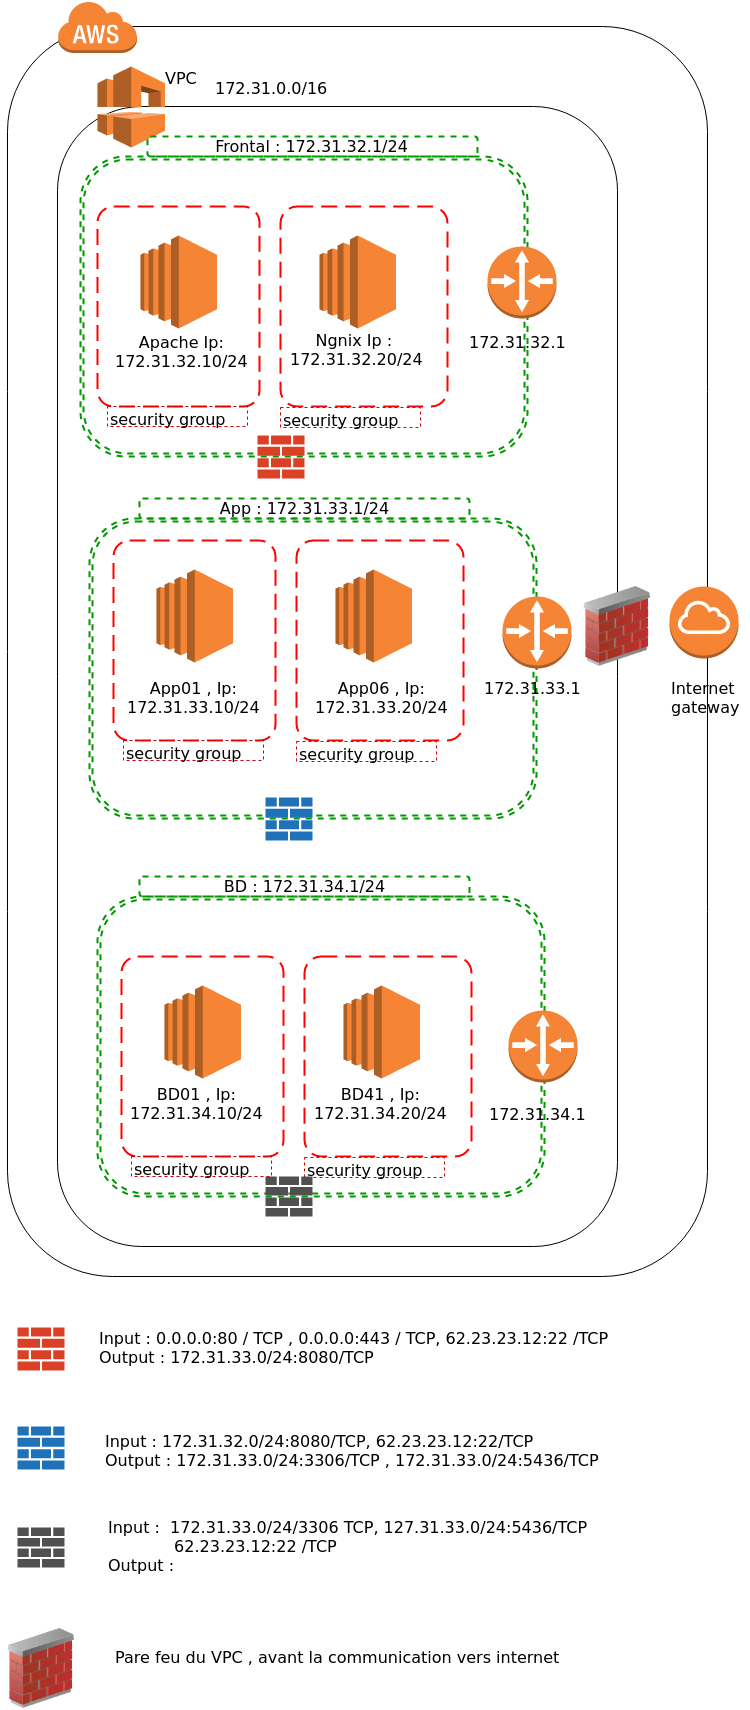 AWS
VPC
172.31.0.0/16
Frontal : 172.31.32.1/24
Apache Ip:
172.31.32.10/24
Ngnix Ip :
172.31.32.20/24
172.31.32.1
security group
security group
App : 172.31.33.1/24
App01 , Ip:
172.31.33.10/24
App06 , Ip:
172.31.33.20/24
172.31.33.1
Internet
gateway
security group
security group
BD : 172.31.34.1/24
BD01 , Ip:
172.31.34.10/24
BD41 , Ip:
172.31.34.20/24
172.31.34.1
security group
security group
Input : 0.0.0.0:80 / TCP , 0.0.0.0:443 / TCP, 62.23.23.12:22 /TCP
Output : 172.31.33.0/24:8080/TCP
Input : 172.31.32.0/24:8080/TCP, 62.23.23.12:22/TCP
Output : 172.31.33.0/24:3306/TCP , 172.31.33.0/24:5436/TCP
Input : 172.31.33.0/24/3306 TCP, 127.31.33.0/24:5436/TCP
62.23.23.12:22 /TCP
Output :
Pare feu du VPC , avant la communication vers internet